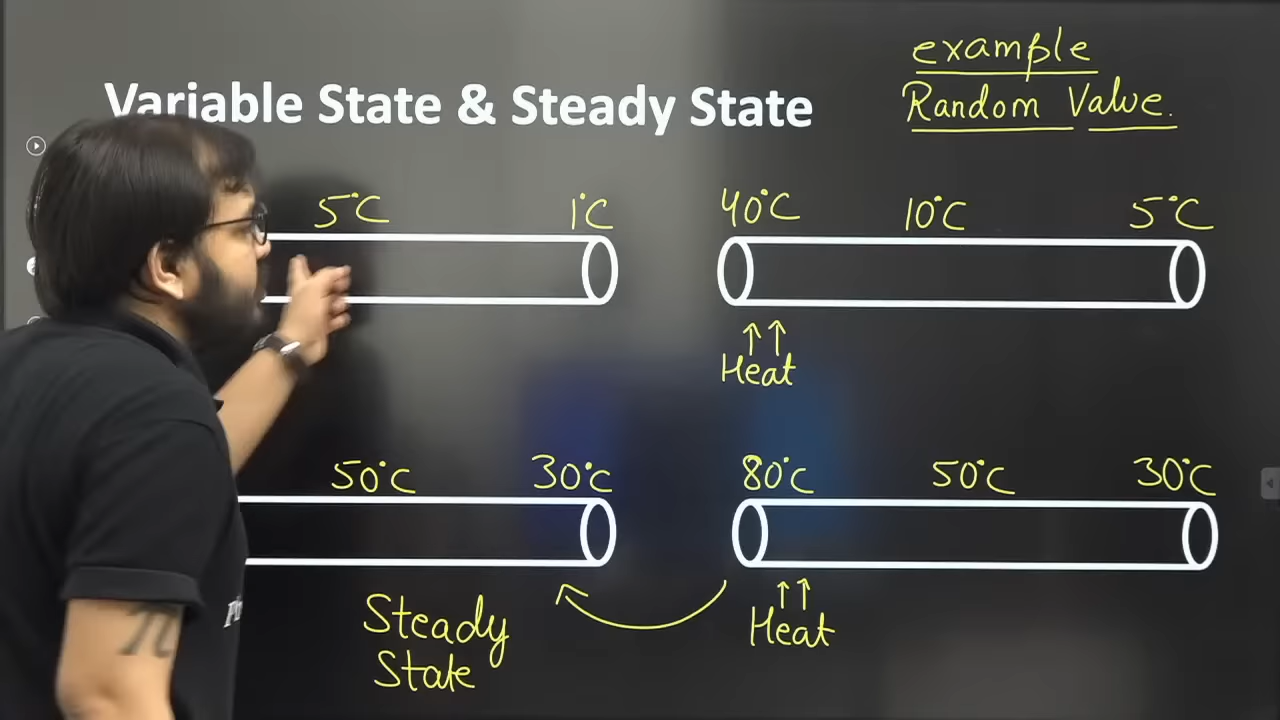 example
Random Value.
Variable State & Steady State
5°C 1°C 40°C 10°C 5°C
Heat
50°C 30°C 80°C 50°C 30°C
Heat
Steady
State
π